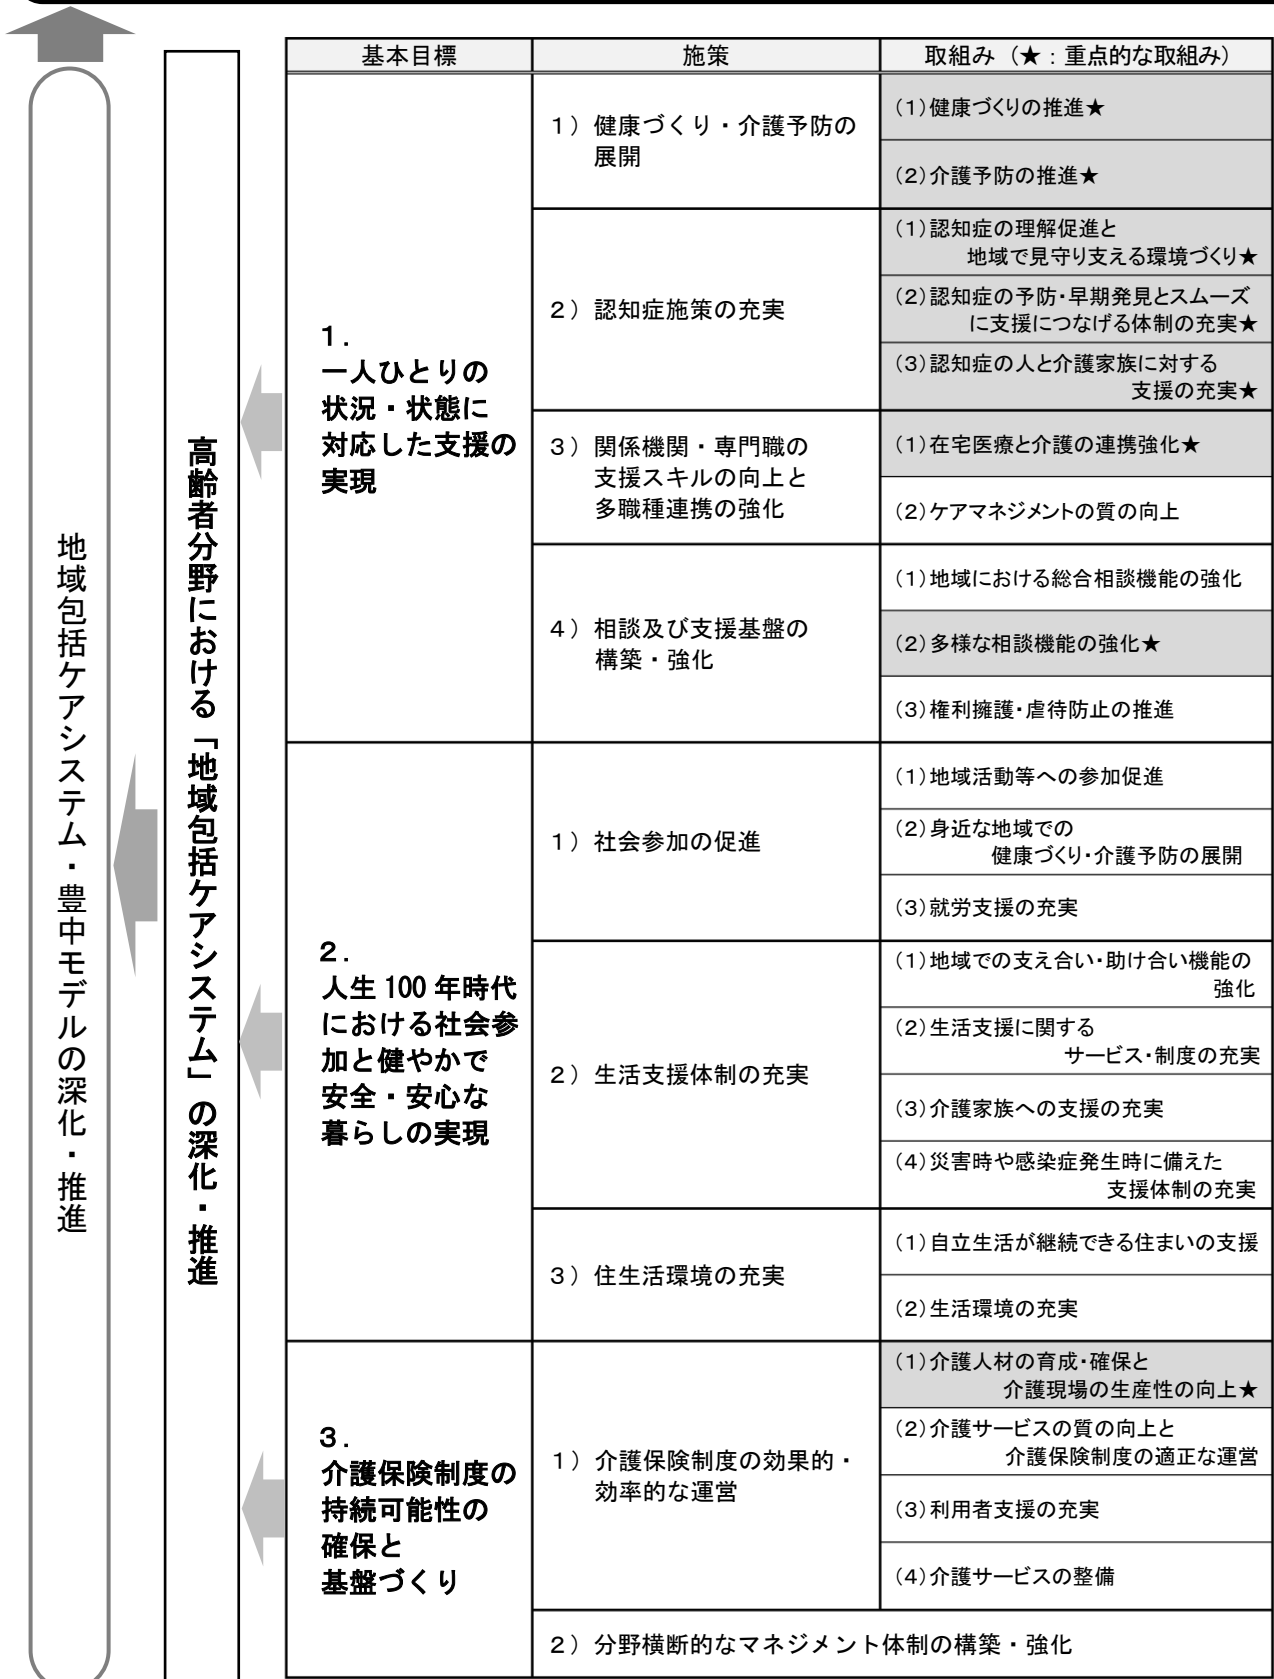 地域包括ケアシステム・豊中モデルの深化・推進
高齢者分野における「地域包括ケアシステム」の深化・推進
基本目標
施策
取組み（★：重点的な取組み）
1．
一人ひとりの
状況・状態に
対応した支援の
実現
1）健康づくり・介護予防の
展開
（1）健康づくりの推進★
（2）介護予防の推進★
2）認知症施策の充実
（1）認知症の理解促進と
地域で見守り支える環境づくり★
（2）認知症の予防・早期発見とスムーズ
に支援につなげる体制の充実★
（3）認知症の人と介護家族に対する
支援の充実★
3）関係機関・専門職の
支援スキルの向上と
多職種連携の強化
（1）在宅医療と介護の連携強化★
（2）ケアマネジメントの質の向上
4）相談及び支援基盤の
構築・強化
（1）地域における総合相談機能の強化
（2）多様な相談機能の強化★
（3）権利擁護・虐待防止の推進
2．
人生100年時代
における社会参
加と健やかで
安全・安心な
暮らしの実現
1）社会参加の促進
（1）地域活動等への参加促進
（2）身近な地域での
健康づくり・介護予防の展開
（3）就労支援の充実
2）生活支援体制の充実
（1）地域での支え合い・助け合い機能の
強化
（2）生活支援に関する
サービス・制度の充実
（3）介護家族への支援の充実
（4）災害時や感染症発生時に備えた
支援体制の充実
3）住生活環境の充実
（1）自立生活が継続できる住まいの支援
（2）生活環境の充実
3．
介護保険制度の
持続可能性の
確保と
基盤づくり
1）介護保険制度の効果的・
効率的な運営
（1）介護人材の育成・確保と
介護現場の生産性の向上★
（2）介護サービスの質の向上と
介護保険制度の適正な運営
（3）利用者支援の充実
（4）介護サービスの整備
2）分野横断的なマネジメント体制の構築・強化